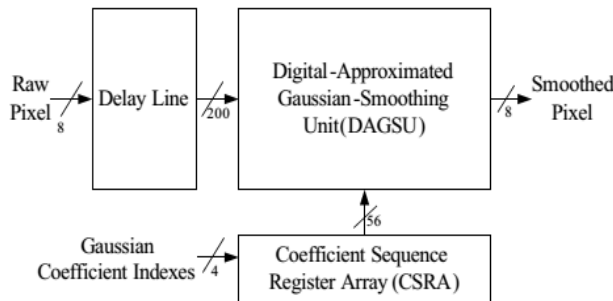 Raw
Pixel
8
Delay Line
200
Digital-Approximated
Gaussian-Smoothing
Unit(DAGSU)
8
Smoothed
Pixel
56
Gaussian
Coefficient Indexes
4
Coefficient Sequence
Register Array (CSRA)